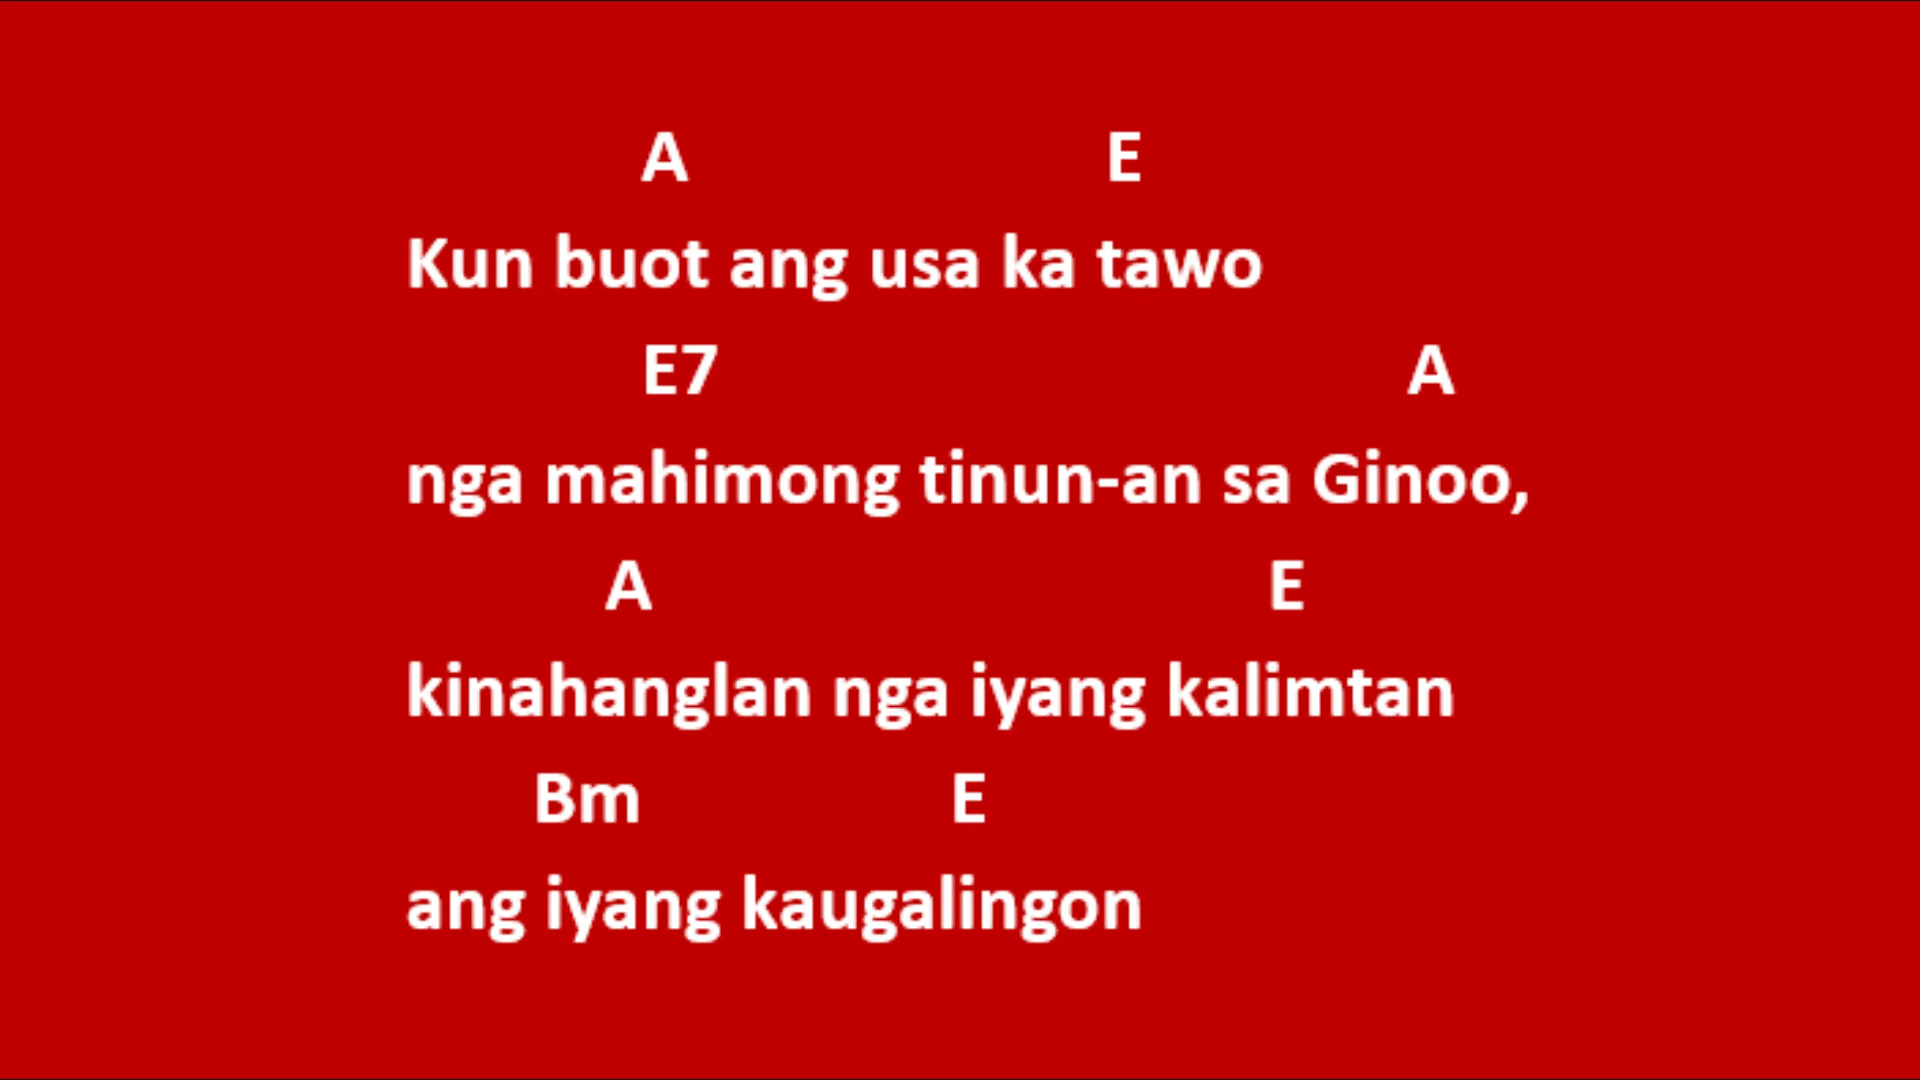 A E
Kun buot ang usa ka tawo
E7 A
nga mahimong tinun-an sa Ginoo,
A E
kinahanglan nga iyang kalimtan
Bm E
ang iyang kaugalingon